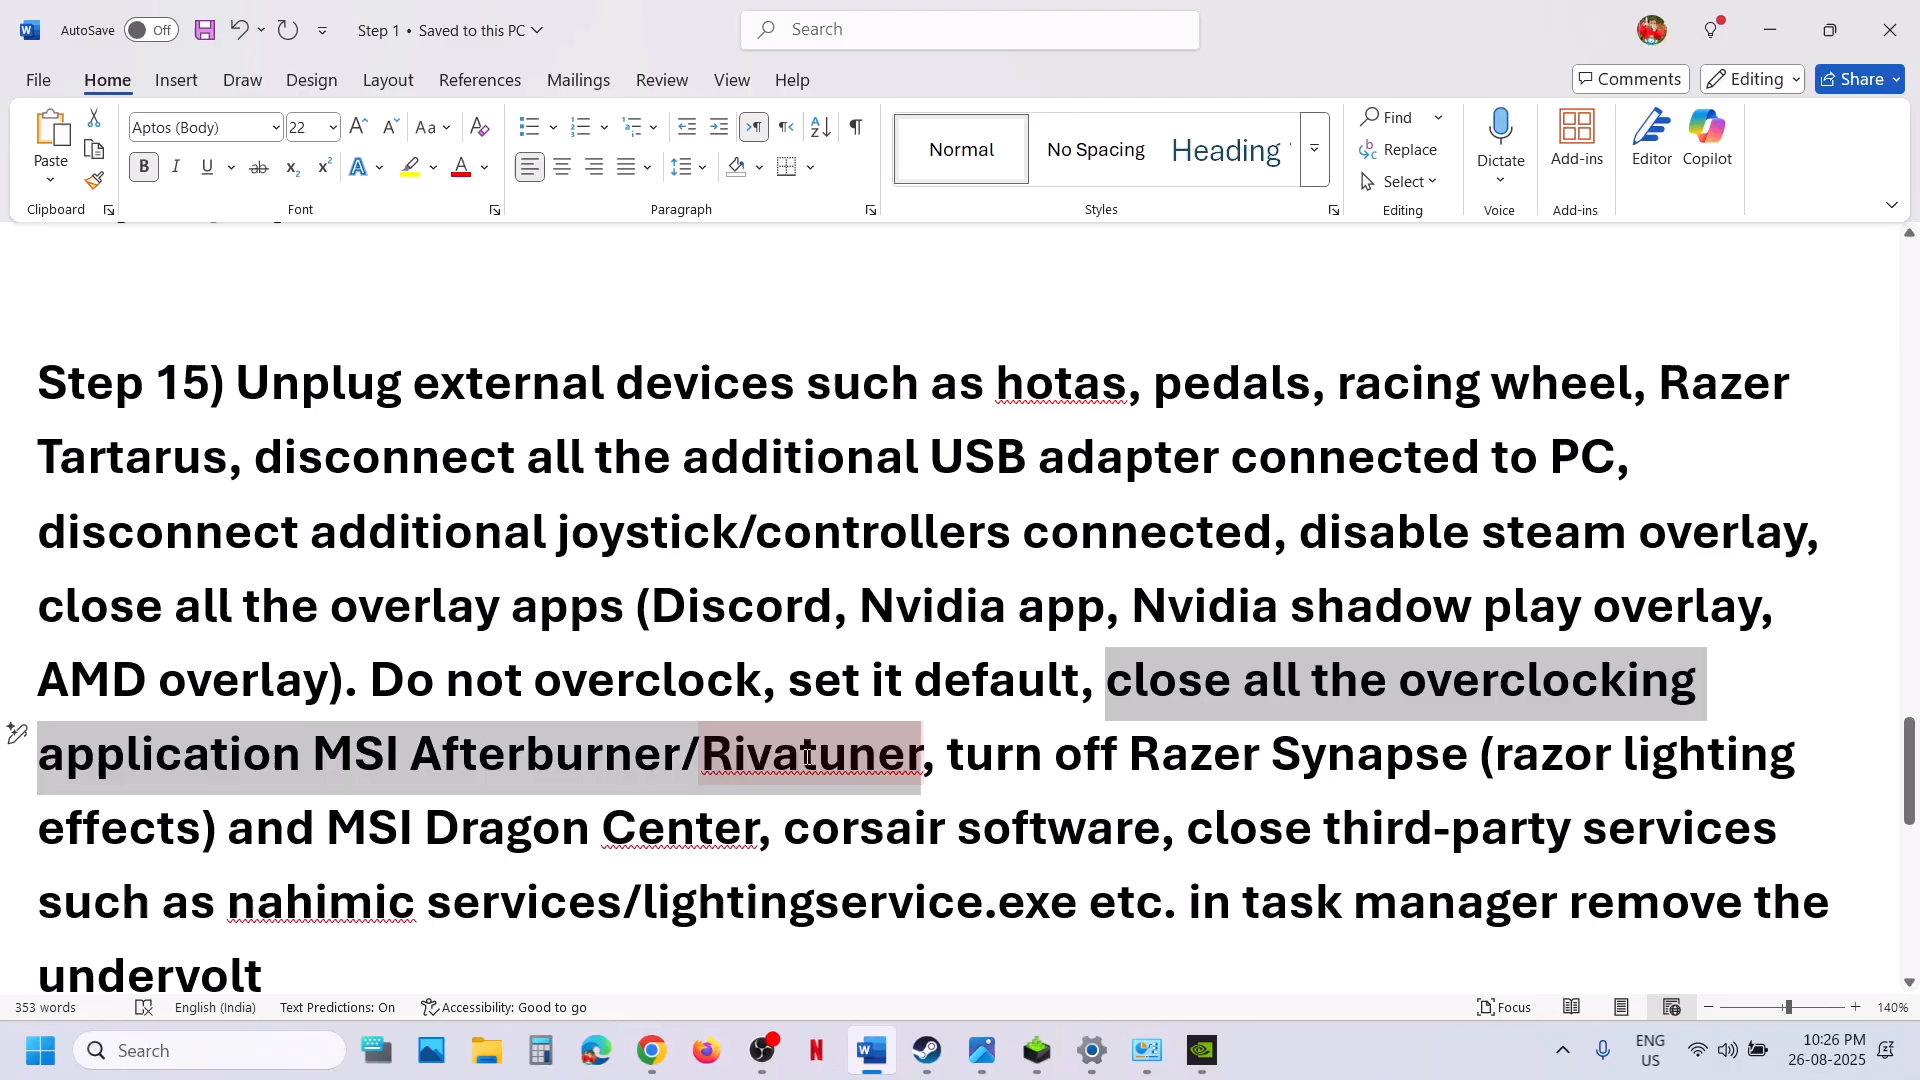 AutoSave Off Step 1 • Saved to this PC Search
File Home Insert Draw Design Layout References Mailings Review View Help Comments Editing Share
Paste Aptos (Body) 22 Aa Normal No Spacing Heading Find Replace Select Dictate Add-ins Editor Copilot
Clipboard Font Paragraph Styles Editing Voice Add-ins
Step 15) Unplug external devices such as hotas, pedals, racing wheel, Razer
Tartarus, disconnect all the additional USB adapter connected to PC,
disconnect additional joystick/controllers connected, disable steam overlay,
close all the overlay apps (Discord, Nvidia app, Nvidia shadow play overlay,
AMD overlay). Do not overclock, set it default, close all the overclocking
application MSI Afterburner/Rivatuner, turn off Razer Synapse (razor lighting
effects) and MSI Dragon Center, corsair software, close third-party services
such as nahimic services/lightingservice.exe etc. in task manager remove the
undervolt
353 words English (India) Text Predictions: On Accessibility: Good to go Focus 140%
Search ENG US 10:26 PM 26-08-2025